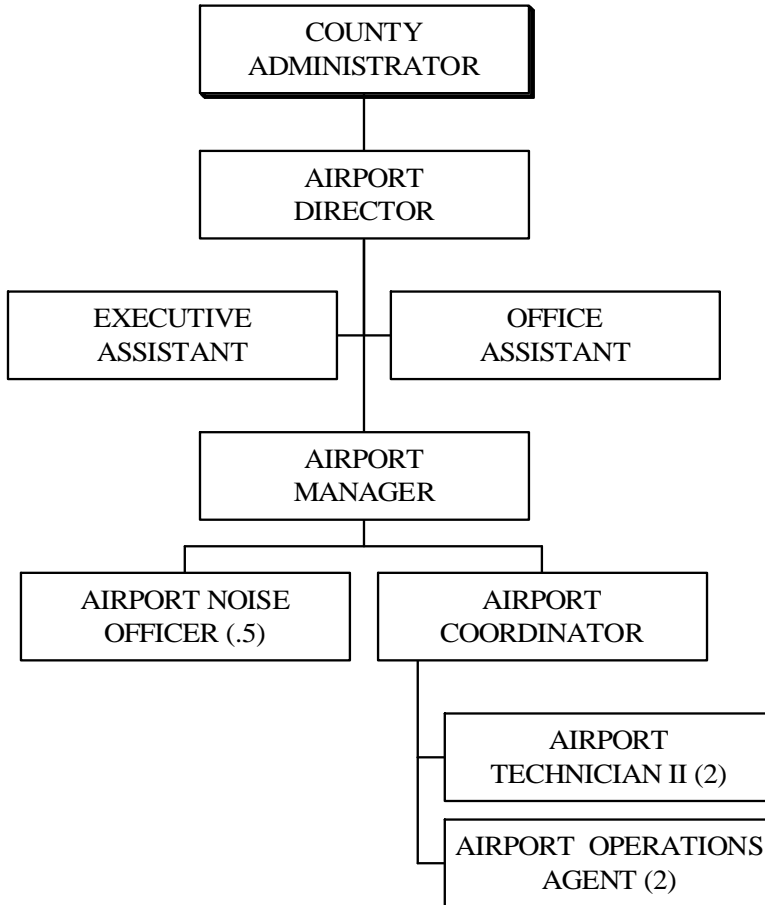 COUNTY
ADMINISTRATOR
AIRPORT
DIRECTOR
EXECUTIVE
ASSISTANT
OFFICE
ASSISTANT
AIRPORT
MANAGER
AIRPORT NOISE
OFFICER (.5)
AIRPORT
COORDINATOR
AIRPORT
TECHNICIAN II (2)
AIRPORT OPERATIONS
AGENT (2)